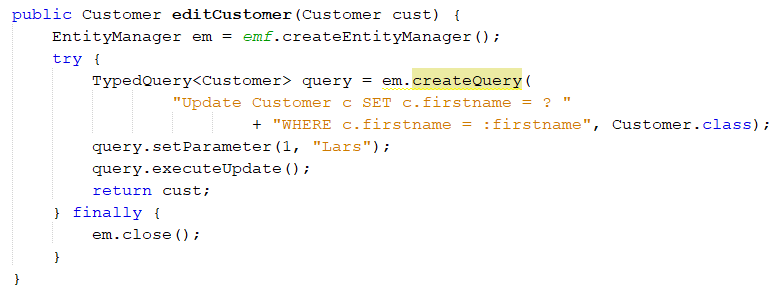 public Customer editCustomer(Customer cust) {
EntityManager em = emf.createEntityManager();
try {
TypedQuery<Customer> query = em.createQuery(
"Update Customer c SET c.firstname = ? "
+ "WHERE c.firstname = :firstname", Customer.class);
query.setParameter(1, "Lars");
query.executeUpdate();
return cust;
} finally {
em.close();
}
}